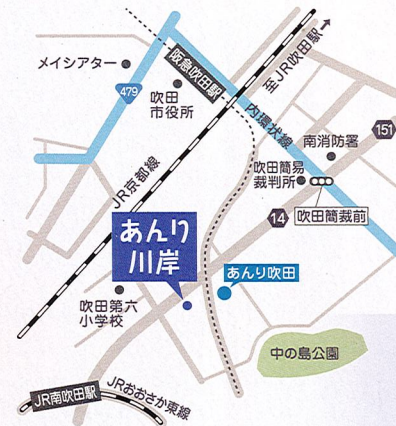 至JR吹田駅
メイシアター
阪急吹田駅
479
吹田
市役所
内環状線
151
南消防署
JR京都線
吹田簡易
裁判所
吹田簡裁前
14
あんり
川岸
あんり吹田
吹田第六
小学校
中の島公園
JR南吹田駅
JRおおさか東線